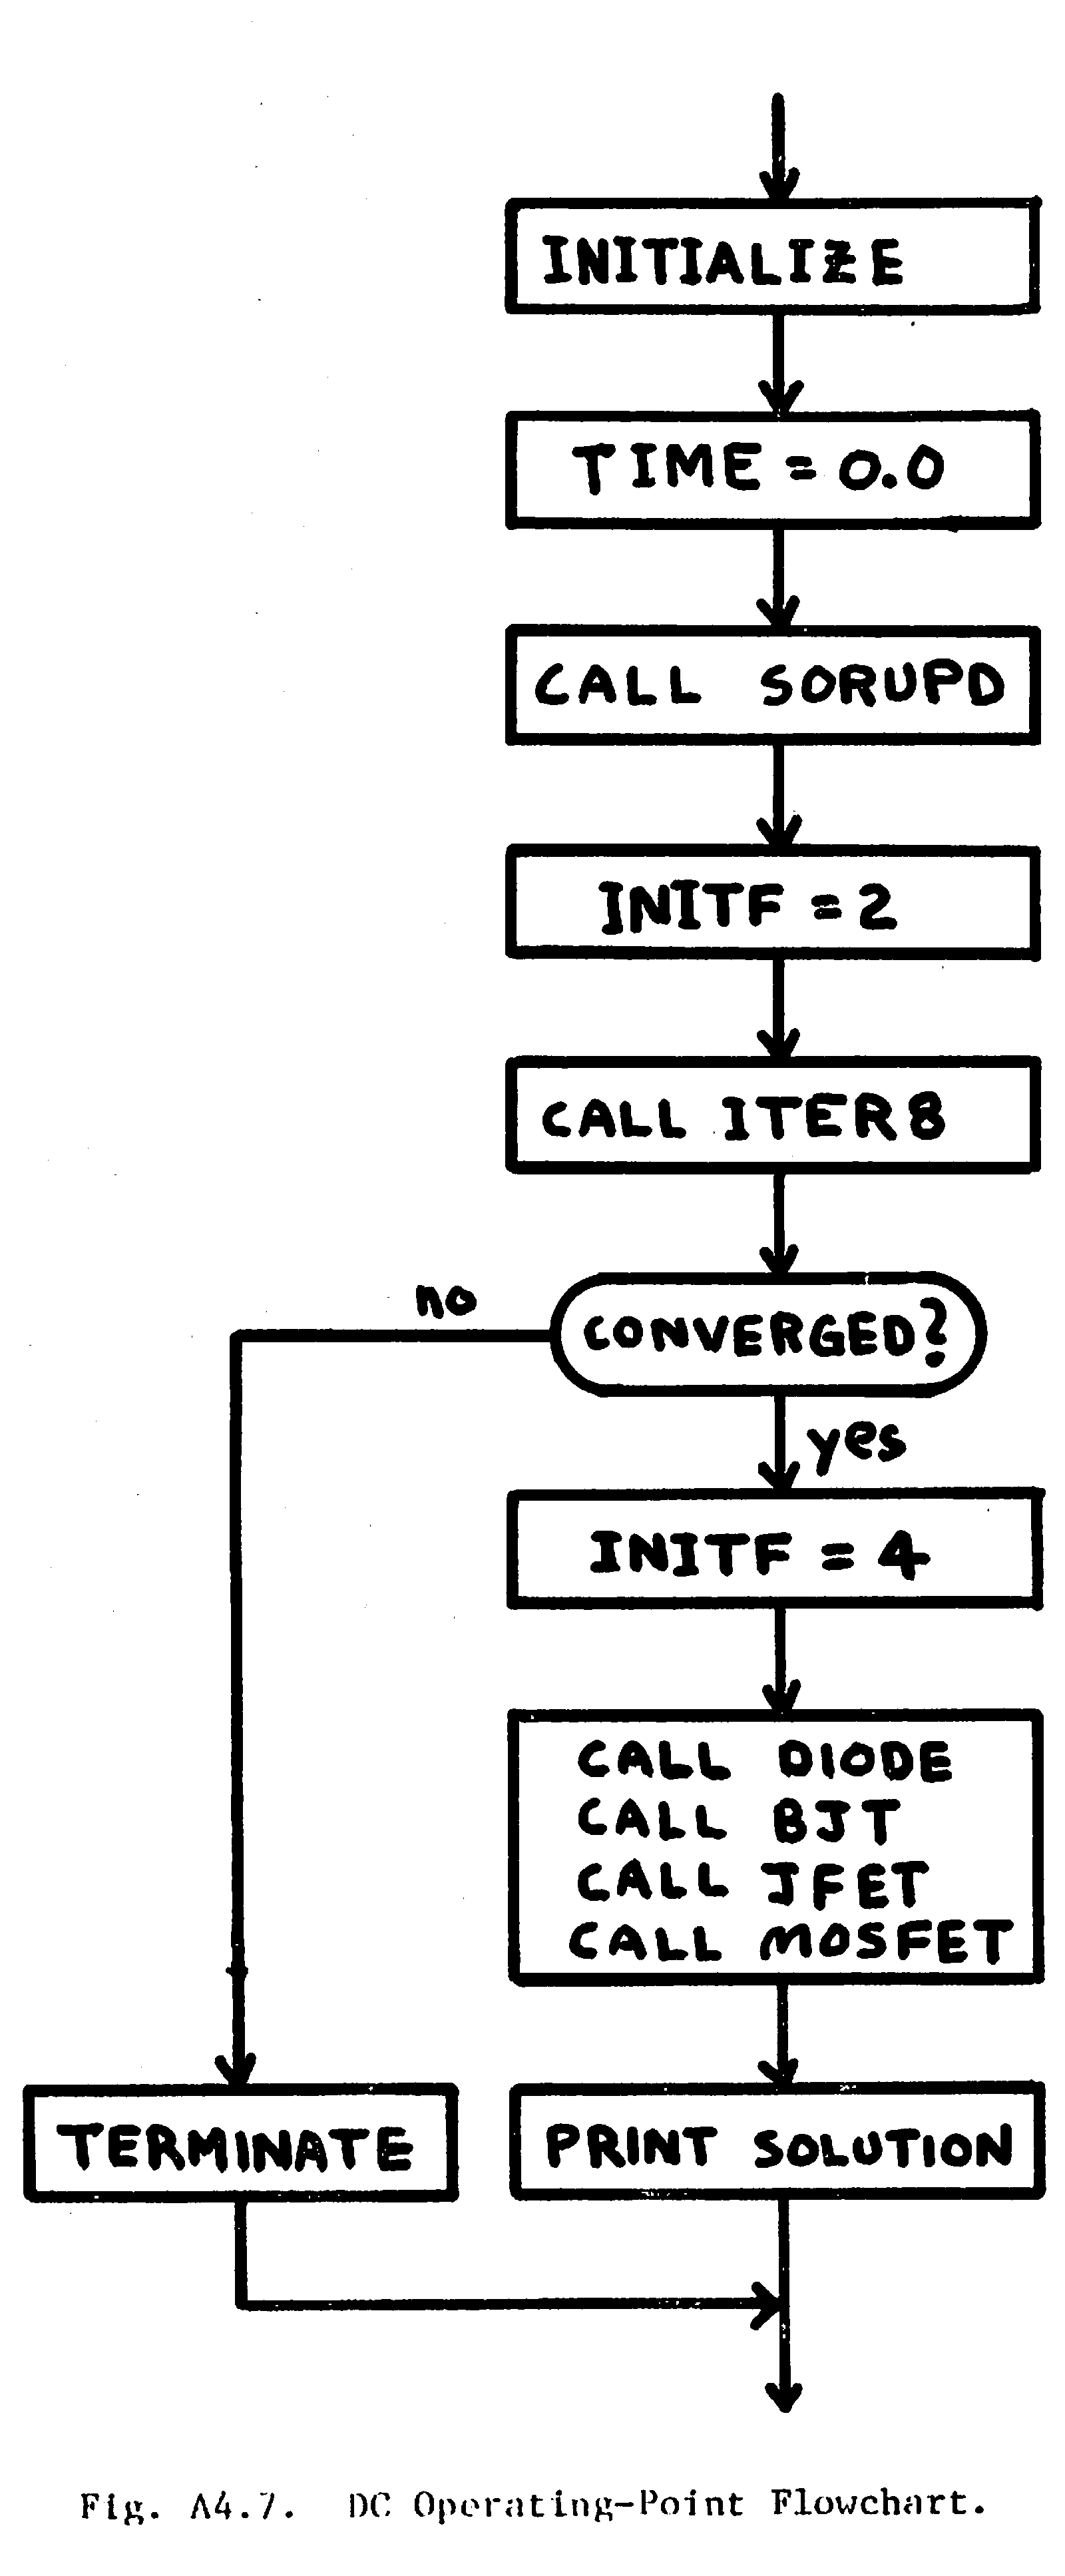 INITIALIZE
TIME = 0.0
CALL SORUPD
INITF = 2
CALL ITER8
CONVERGED?
no
yes
INITF = 4
CALL DIODE
CALL BJT
CALL JFET
CALL MOSFET
TERMINATE
PRINT SOLUTION
Fig. A4.7. DC Operating-Point Flowchart.